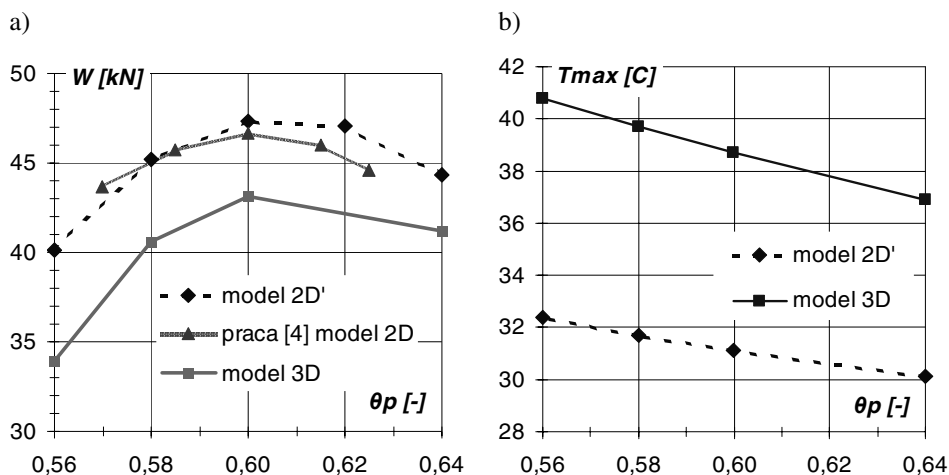 a)
W [kN]
50
45
40
35
30
model 2D'
praca [4] model 2D
model 3D
θp [-]
0,56 0,58 0,60 0,62 0,64
b)
Tmax [C]
42
40
38
36
34
32
30
28
model 2D'
model 3D
θp [-]
0,56 0,58 0,60 0,62 0,64